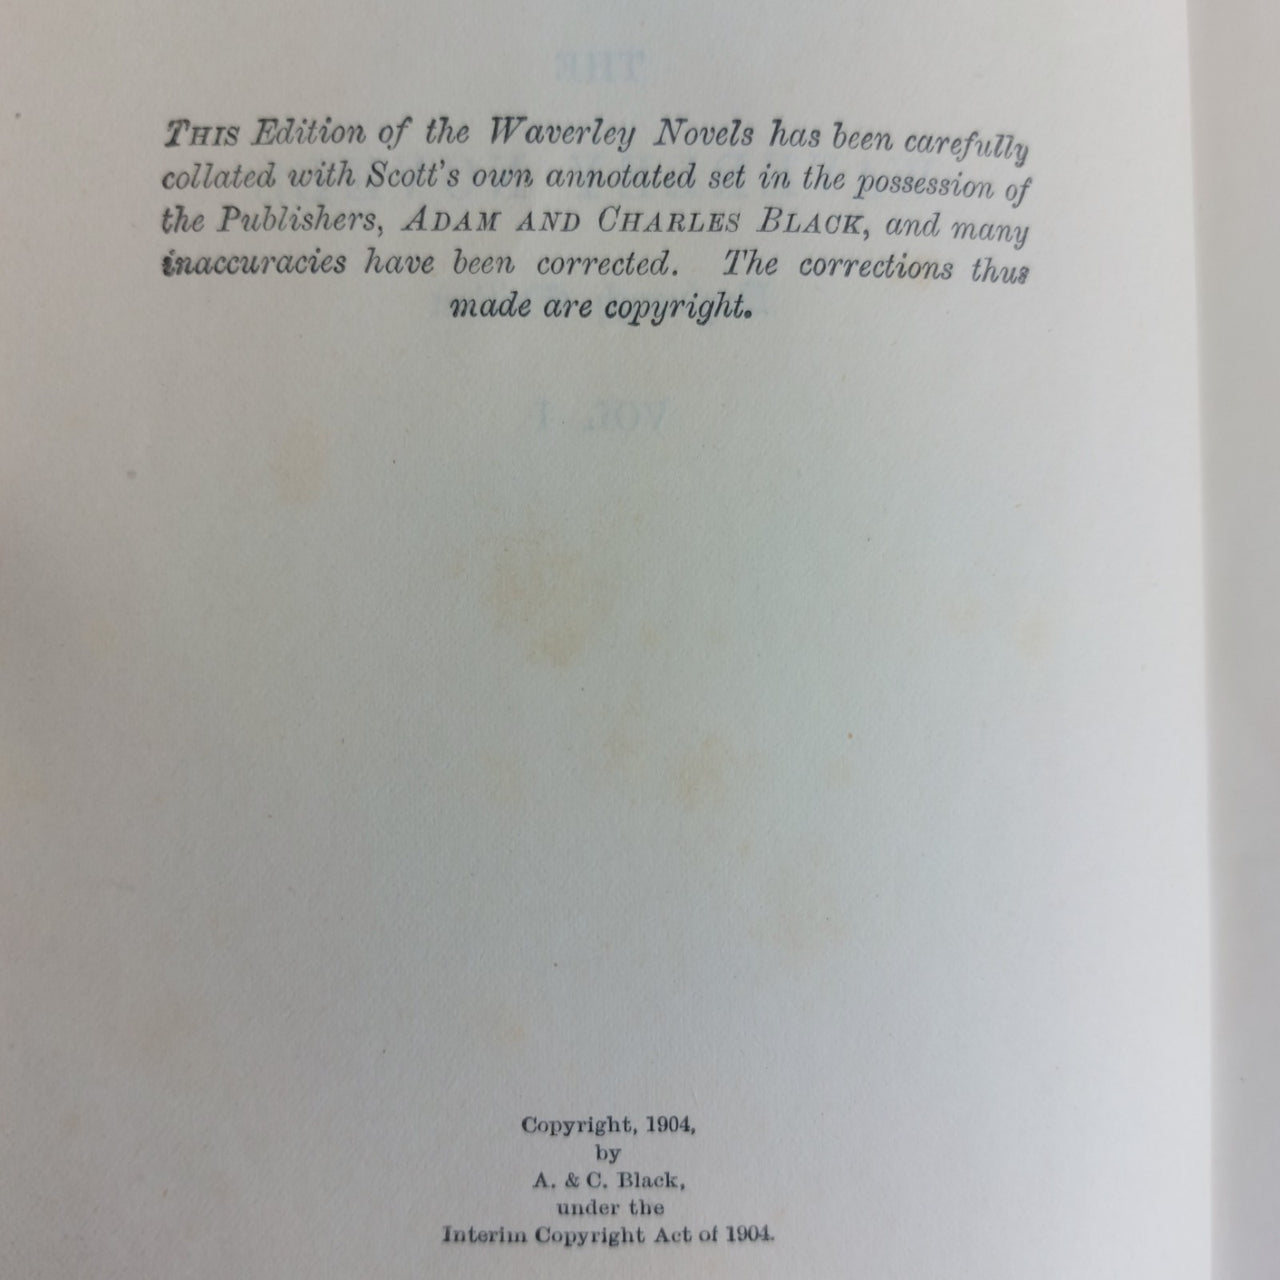 THIS Edition of the Waverley Novels has been carefully
collated with Scott's own annotated set in the possession of
the Publishers, ADAM AND CHARLES BLACK, and many
inaccuracies have been corrected. The corrections thus
made are copyright.
Copyright, 1904,
by
A. & C. Black,
under the
Interim Copyright Act of 1904.